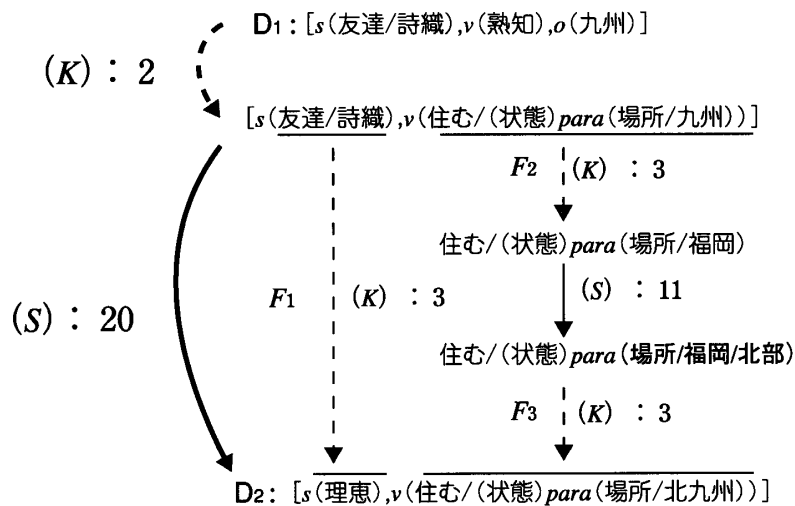 D1:[s(友達/詩織),v(熟知),o(九州)]
(K):2
[s(友達/詩織),v(住む/(状態)para(場所/九州))]
F2 (K) :3
住む/(状態)para(場所/福岡)
(S):20
F1 (K) :3
(S) :11
住む/(状態)para(場所/福岡/北部)
F3 (K) :3
D2:[s(理恵),v(住む/(状態)para(場所/北九州))]